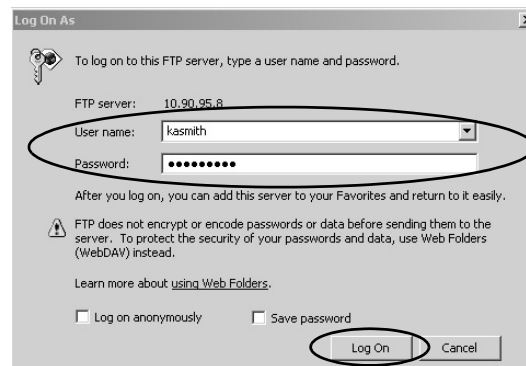 Log On As
To log on to this FTP server, type a user name and password.
FTP server: 10.90.95.8
User name: kasmith
Password: ●●●●●●●●●
After you log on, you can add this server to your Favorites and return to it easily.
FTP does not encrypt or encode passwords or data before sending them to the
server. To protect the security of your passwords and data, use Web Folders
(WebDAV) instead.
Learn more about using Web Folders.
Log on anonymously Save password
Log On Cancel